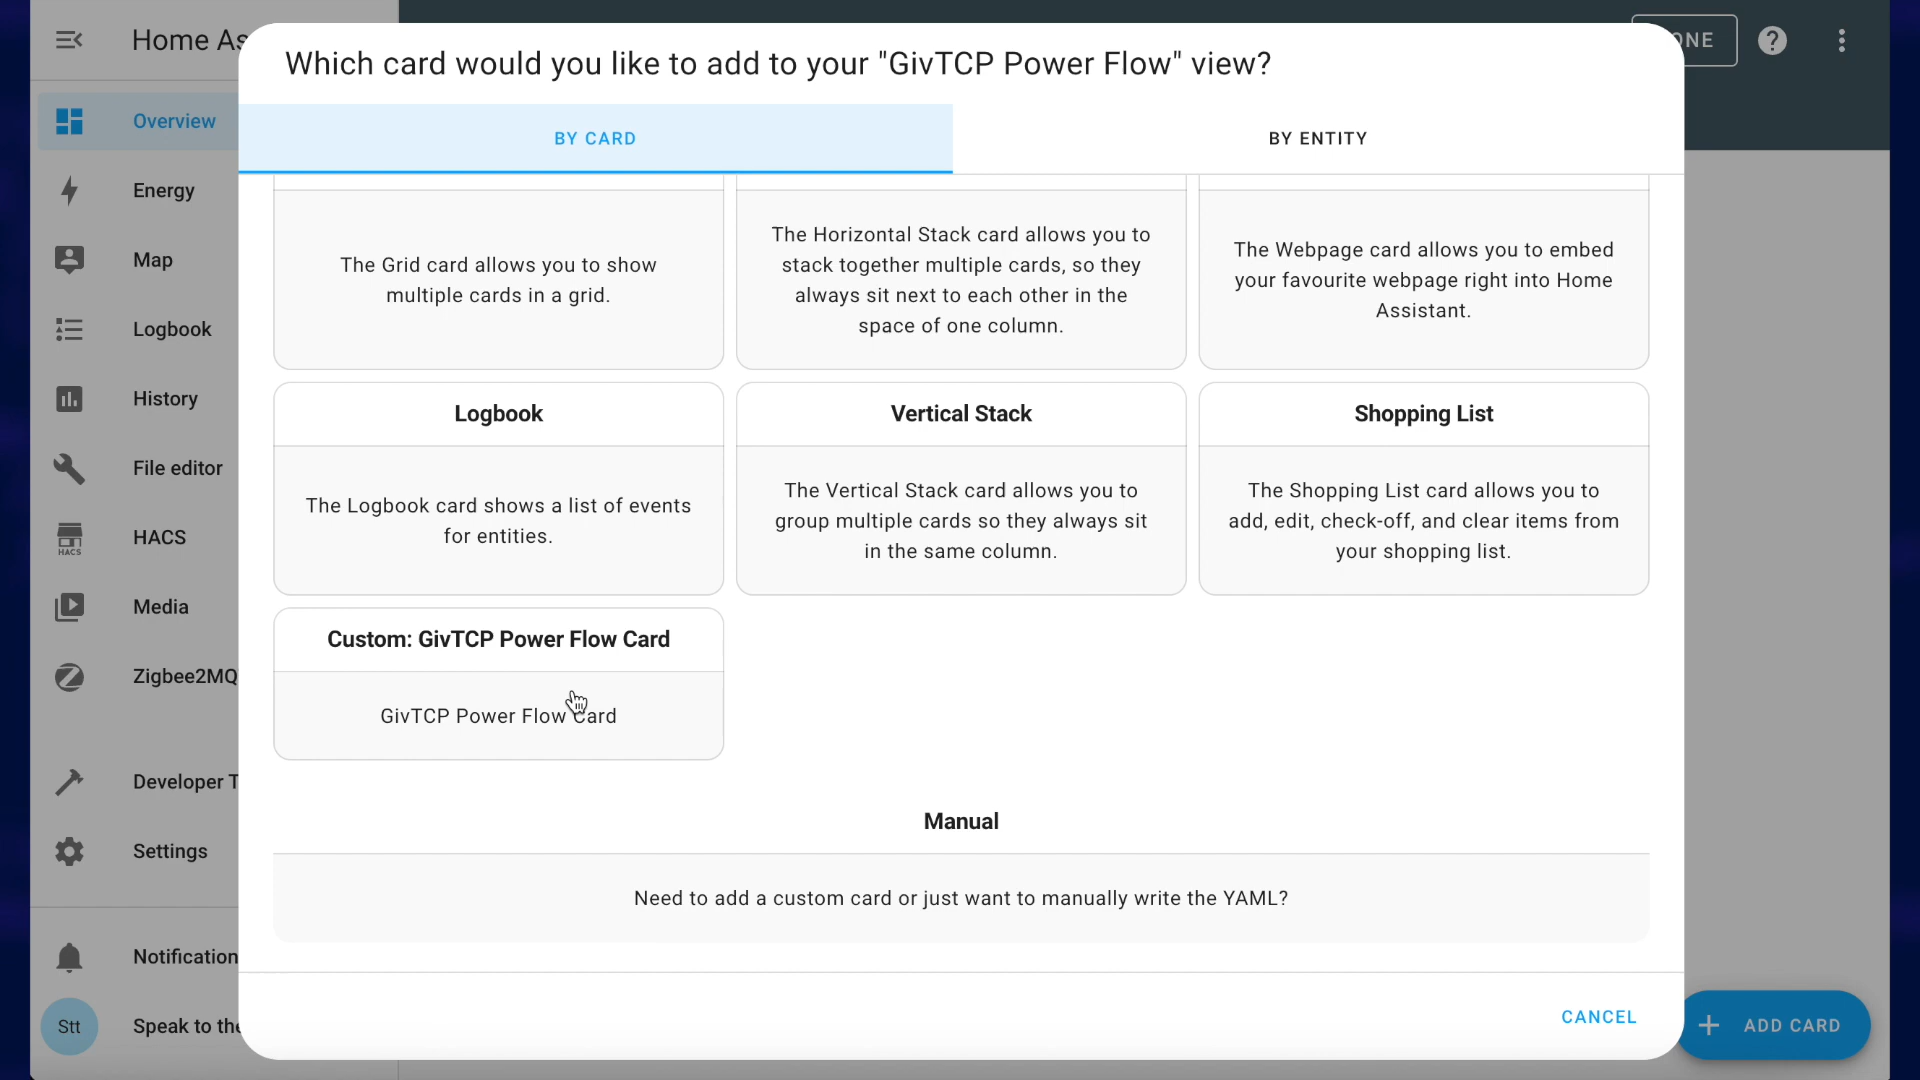 Home As
ONE
Which card would you like to add to your "GivTCP Power Flow" view?
BY CARD
BY ENTITY
Overview
Energy
Map
Logbook
History
File editor
HACS
HACS
Media
Zigbee2MQ
Developer T
Settings
Notification
Stt
Speak to the
The Grid card allows you to show
multiple cards in a grid.
The Horizontal Stack card allows you to
stack together multiple cards, so they
always sit next to each other in the
space of one column.
The Webpage card allows you to embed
your favourite webpage right into Home
Assistant.
Logbook
The Logbook card shows a list of events
for entities.
Vertical Stack
The Vertical Stack card allows you to
group multiple cards so they always sit
in the same column.
Shopping List
The Shopping List card allows you to
add, edit, check-off, and clear items from
your shopping list.
Custom: GivTCP Power Flow Card
GivTCP Power Flow Card
Manual
Need to add a custom card or just want to manually write the YAML?
CANCEL
ADD CARD